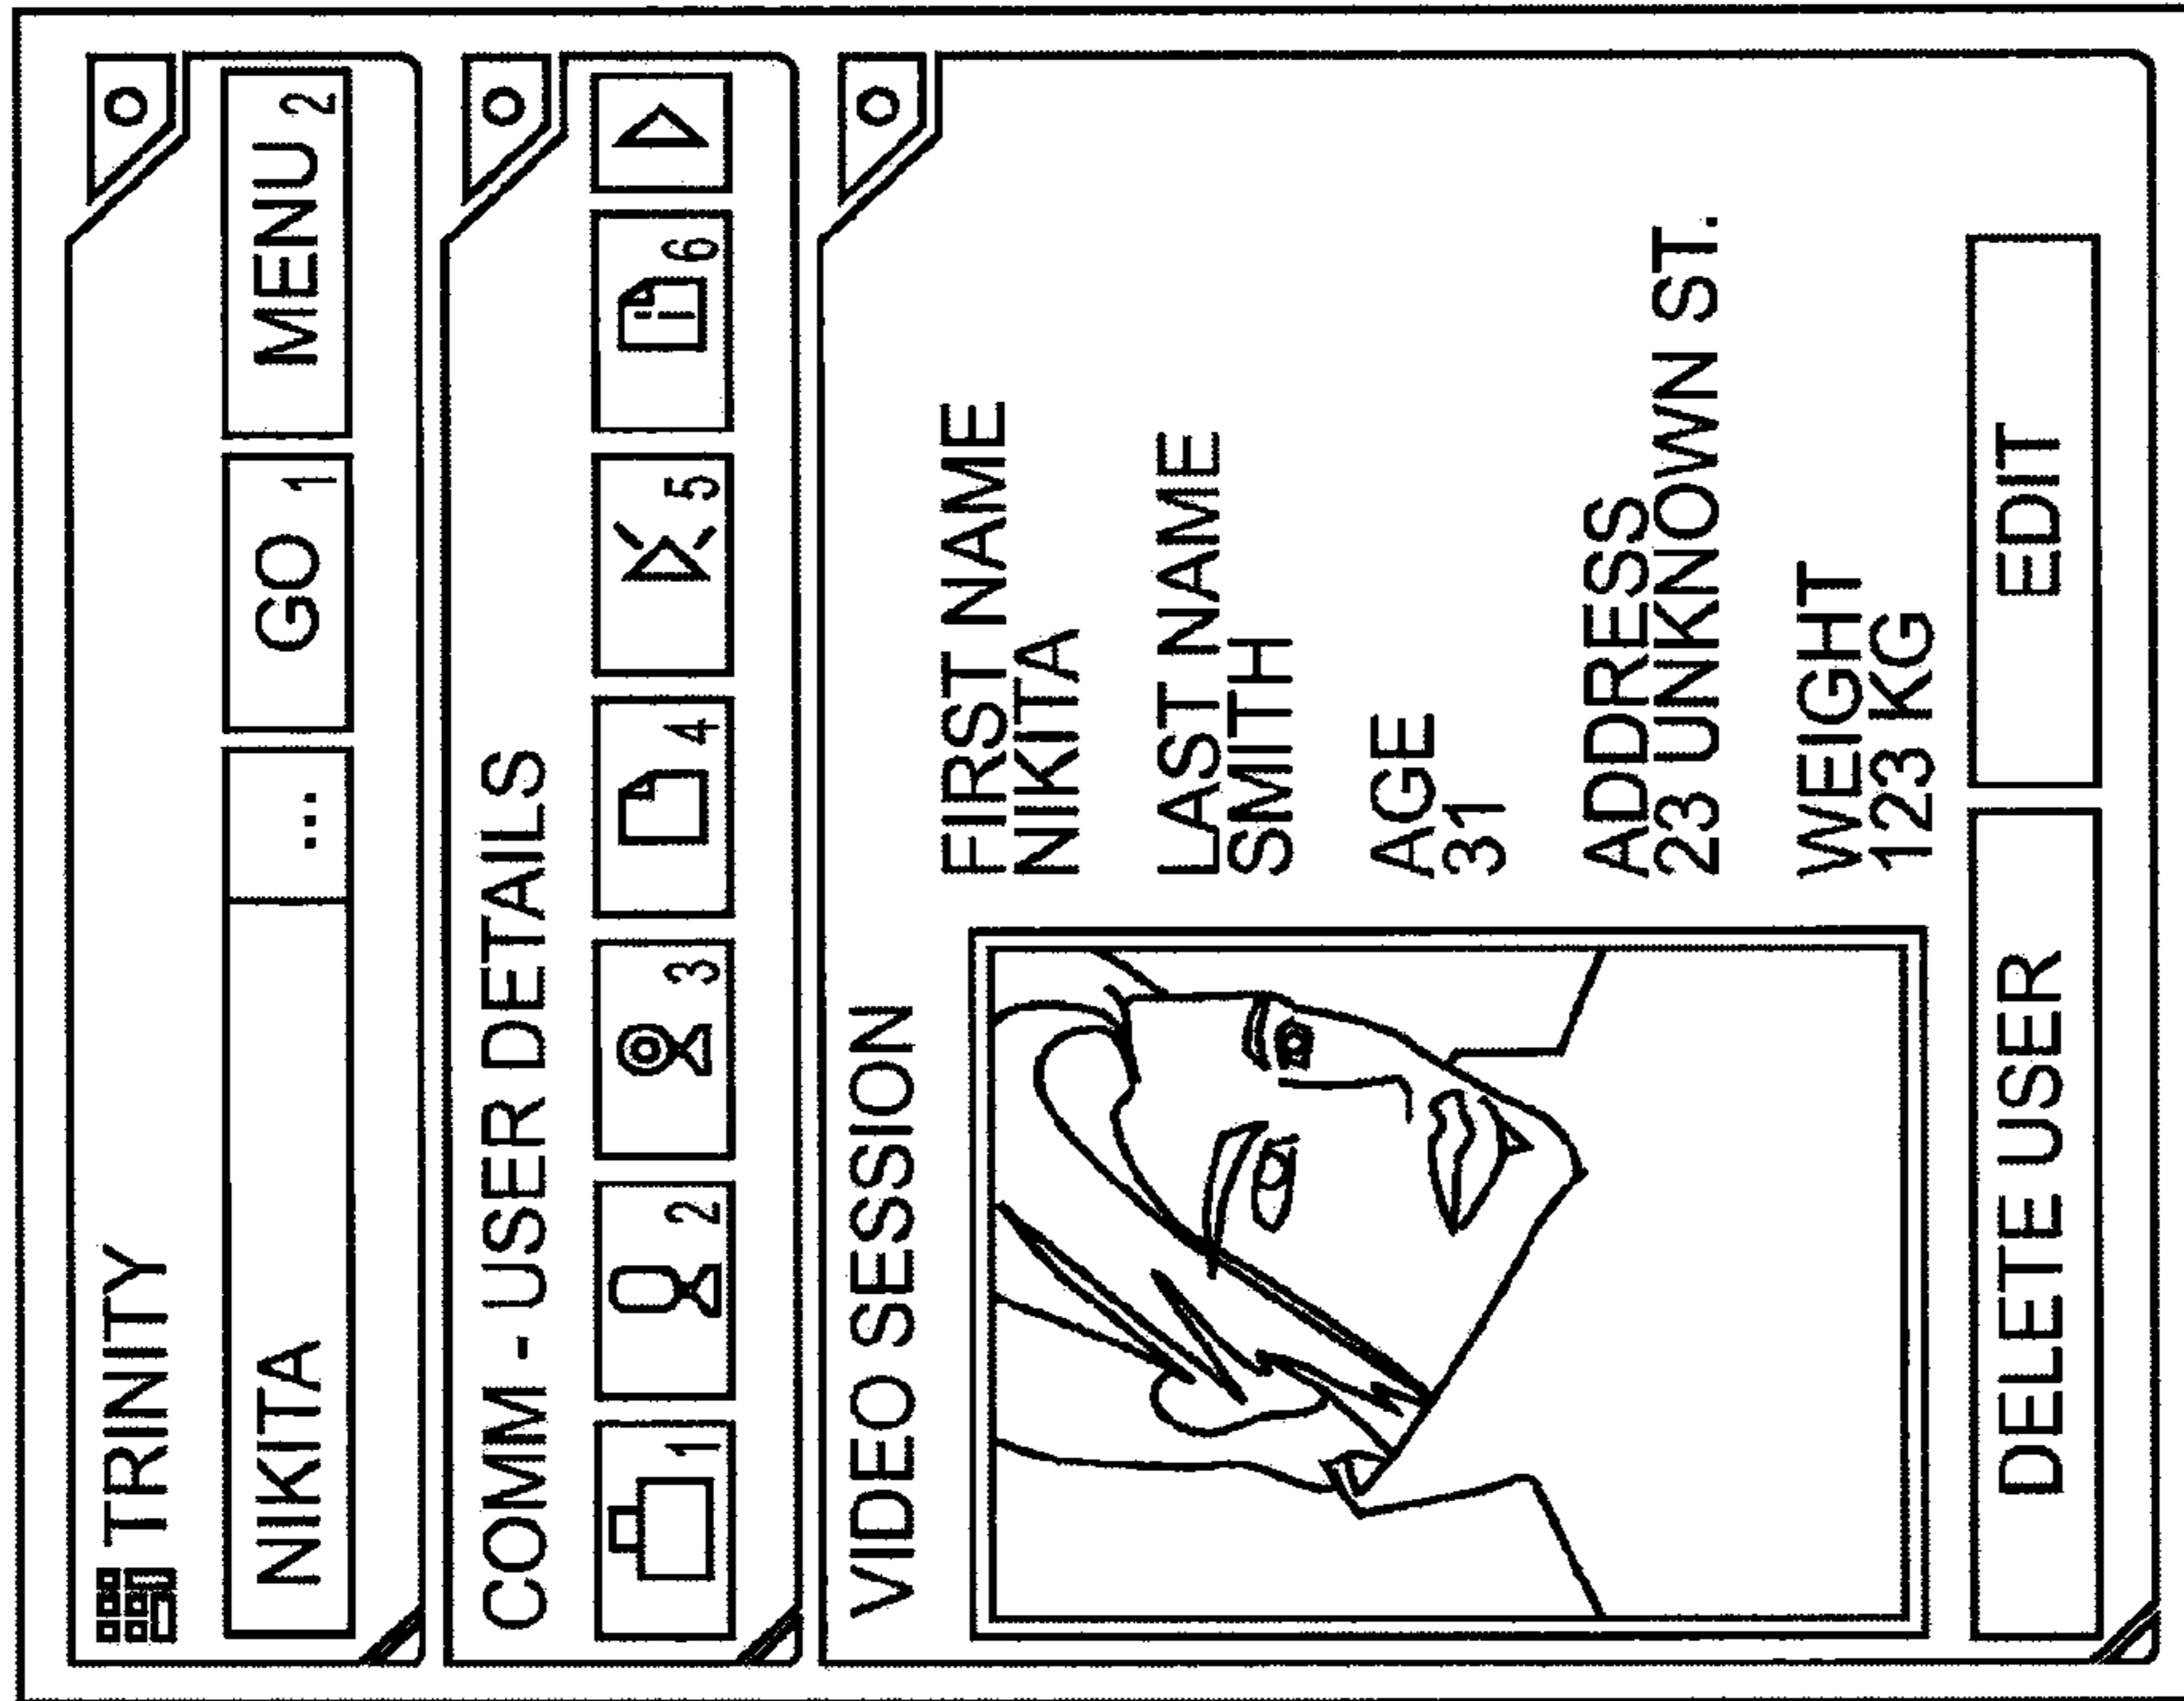 TRINITY
NIKITA ... GO 1 MENU 2
COMM - USER DETAILS
1 2 3 4 5 i 6
VIDEO SESSION
FIRST NAME
NIKITA
LAST NAME
SMITH
AGE
31
ADDRESS
23 UNKNOWN ST.
WEIGHT
123 KG
DELETE USER EDIT